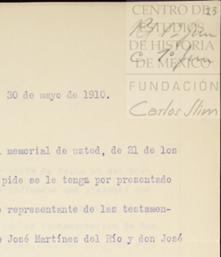 CENTRO DE
ESTUDIOS
DE HISTORIA
DE MEXICO
FUNDACIÓN
Carlos Slim
30 de mayo de 1910.
memorial de usted, de 21 de los
pide se le tenga por presentado
representante de las testamen-
José Martínez del Río y don José